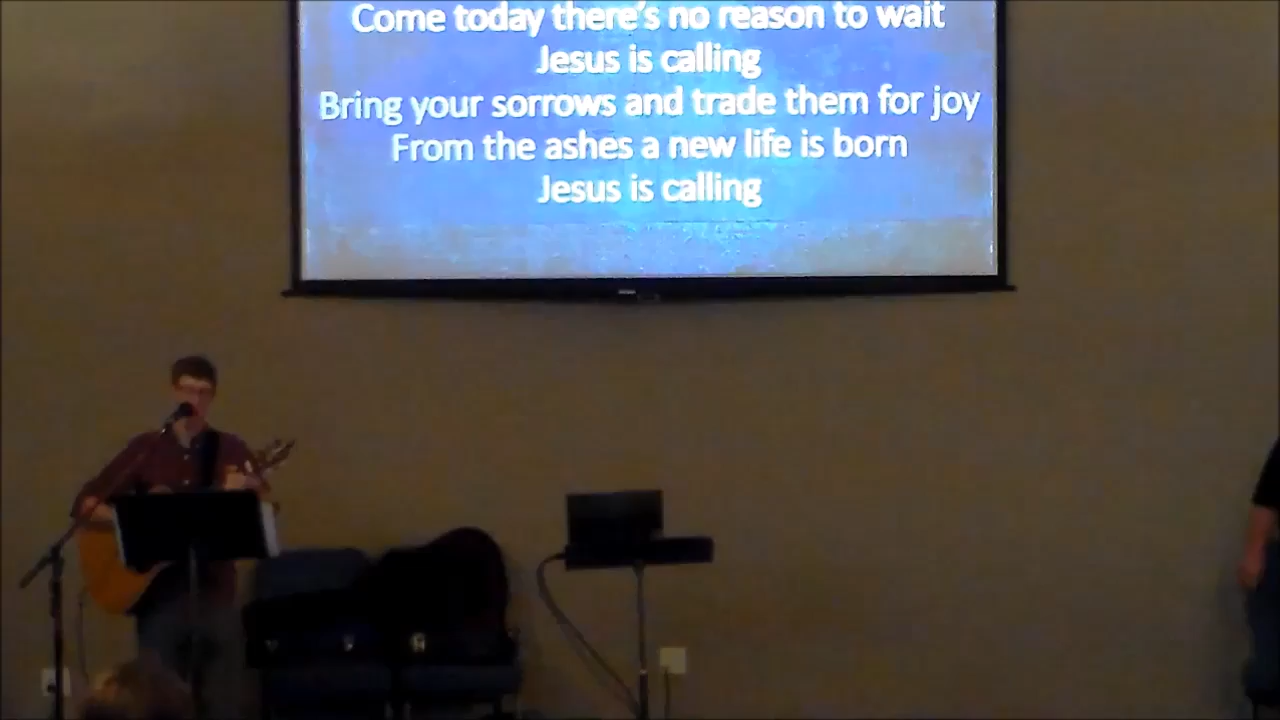 Come today there's no reason to wait
Jesus is calling
Bring your sorrows and trade them for joy
From the ashes a new life is born
Jesus is calling